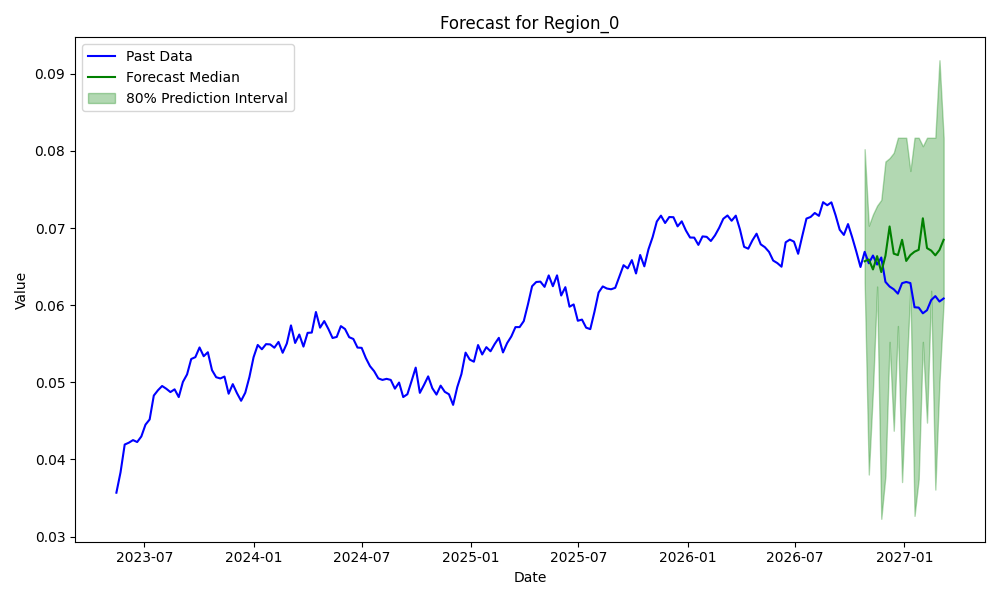 Forecast for Region_0
Past Data
Forecast Median
80% Prediction Interval
Value
0.09
0.08
0.07
0.06
0.05
0.04
0.03
2023-07
2024-01
2024-07
2025-01
2025-07
2026-01
2026-07
2027-01
Date